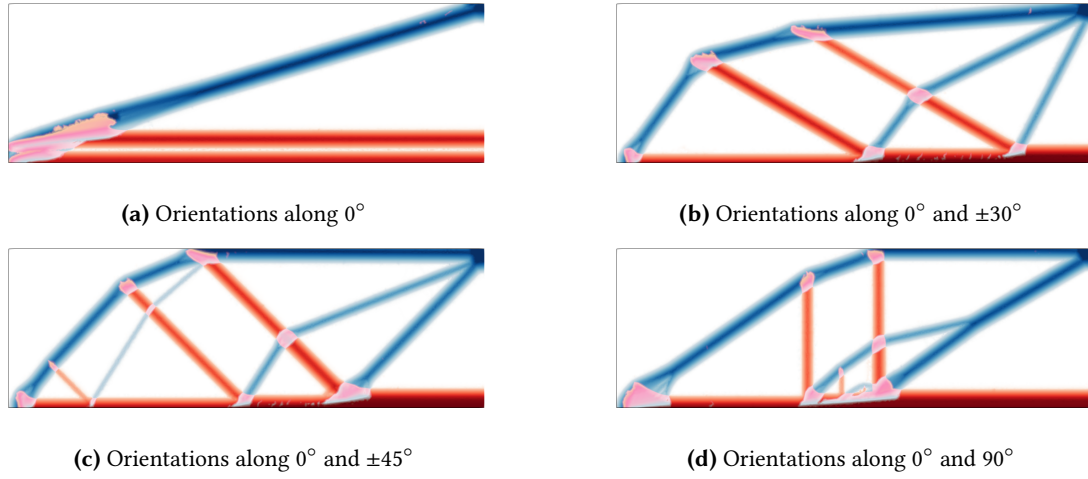 (a) Orientations along 0°
(b) Orientations along 0° and ±30°
(c) Orientations along 0° and ±45°
(d) Orientations along 0° and 90°